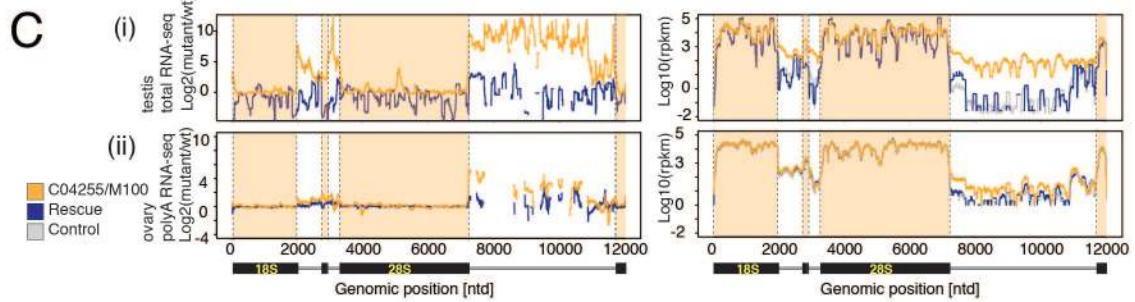 C
(i)
testis
total RNA-seq
Log2(mutant/wt)
10
5
0
Log10(rpkm)
5
3
0
-2
(ii)
ovary
polyA RNA-seq
Log2(mutant/wt)
10
8
4
2
0
-4
Log10(rpkm)
5
3
0
-2
C04255/M100
Rescue
Control
0 2000 4000 6000 8000 10000 12000
0 2000 4000 6000 8000 10000 12000
18S 28S
18S 28S
Genomic position [ntd]
Genomic position [ntd]